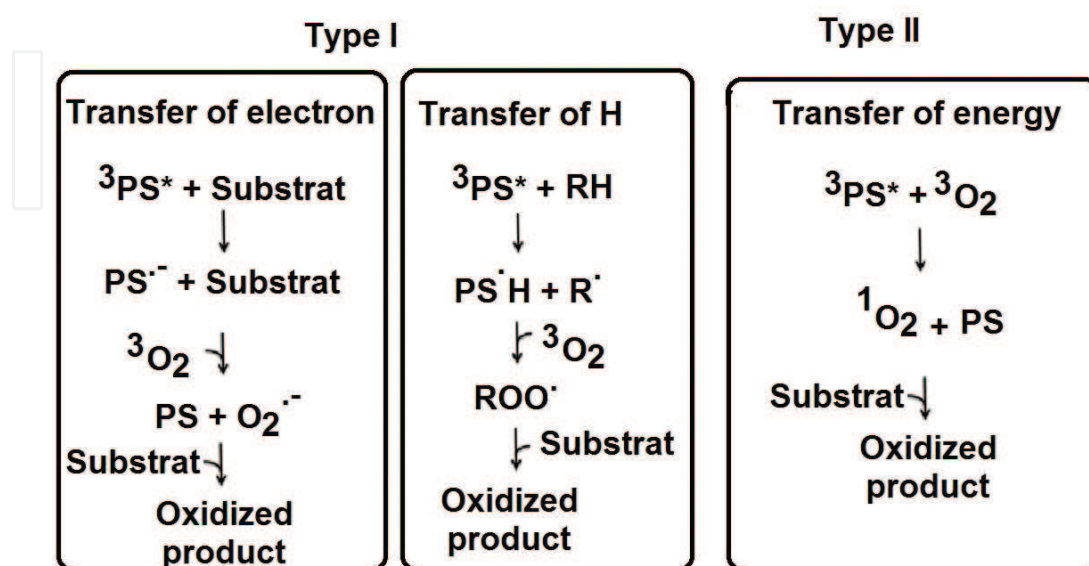 Type I
Transfer of electron
³PS* + Substrat
PS·⁻ + Substrat
³O₂
PS + O₂·⁻
Substrat
Oxidized
product
Transfer of H
³PS* + RH
PS·H + R·
³O₂
ROO·
Substrat
Oxidized
product
Type II
Transfer of energy
³PS* + ³O₂
¹O₂ + PS
Substrat
Oxidized
product